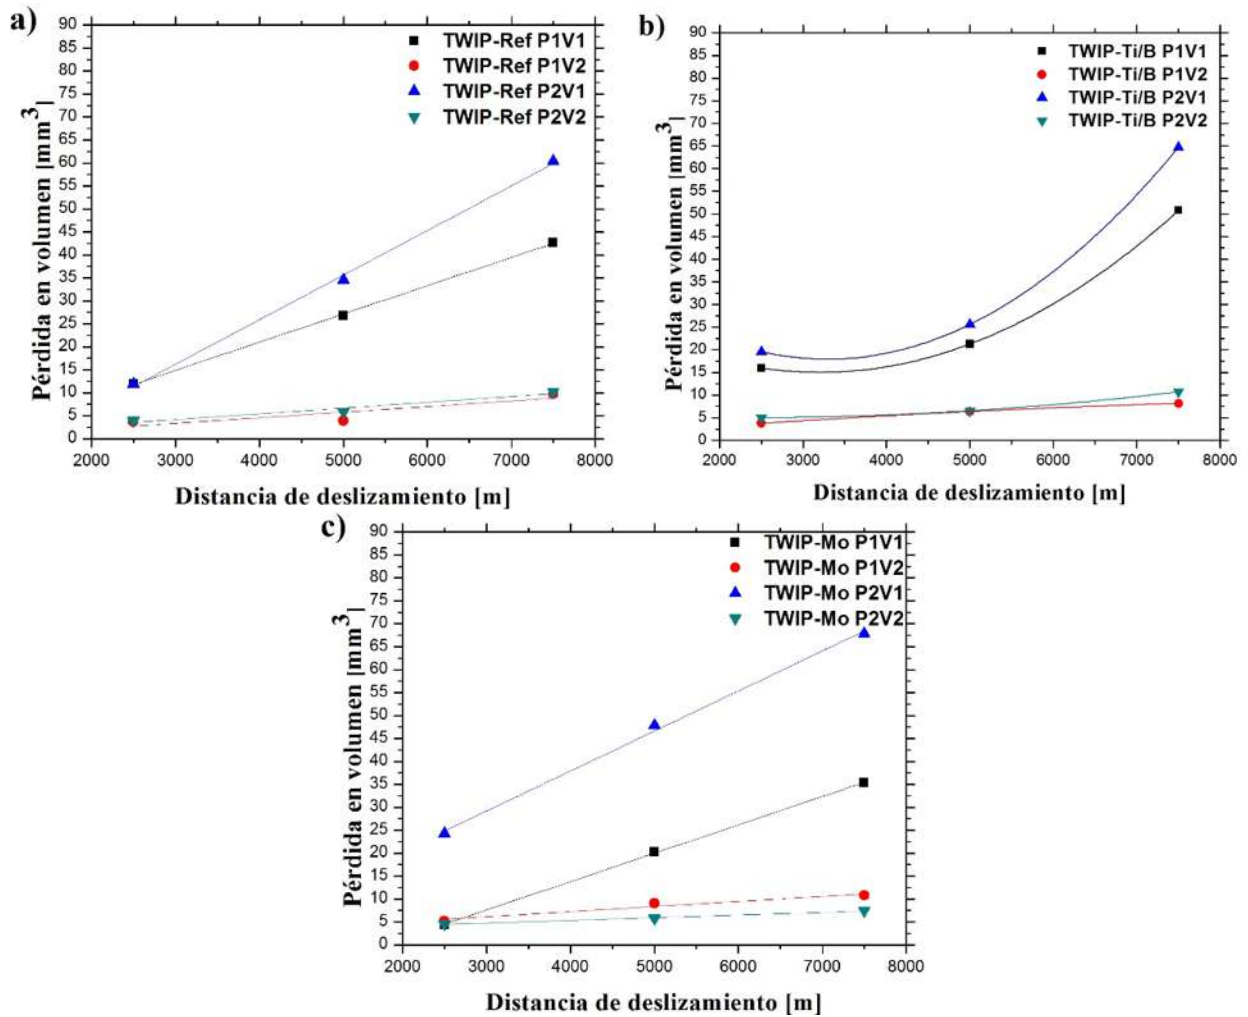 a)
90
85
80
75
70
65
60
55
50
45
40
35
30
25
20
15
10
5
0
Pérdida en volumen [mm³]
TWIP-Ref P1V1
TWIP-Ref P1V2
TWIP-Ref P2V1
TWIP-Ref P2V2
2000 3000 4000 5000 6000 7000 8000
Distancia de deslizamiento [m]
b)
90
85
80
75
70
65
60
55
50
45
40
35
30
25
20
15
10
5
0
Pérdida en volumen [mm³]
TWIP-Ti/B P1V1
TWIP-Ti/B P1V2
TWIP-Ti/B P2V1
TWIP-Ti/B P2V2
2000 3000 4000 5000 6000 7000 8000
Distancia de deslizamiento [m]
c)
90
85
80
75
70
65
60
55
50
45
40
35
30
25
20
15
10
5
0
Pérdida en volumen [mm³]
TWIP-Mo P1V1
TWIP-Mo P1V2
TWIP-Mo P2V1
TWIP-Mo P2V2
2000 3000 4000 5000 6000 7000 8000
Distancia de deslizamiento [m]